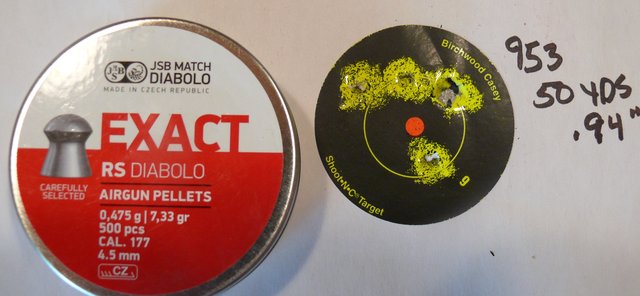 JSB MATCH
DIABOLO
MADE IN CZECH REPUBLIC
JSB
EXACT
RS DIABOLO
CAREFULLY
SELECTED
AIRGUN PELLETS
0,475 g | 7,33 gr
500 pcs
CAL. 177
4.5 mm
CZ
Birchwood Casey
Shoot•N•C® Target
953
50 YDS
.94"